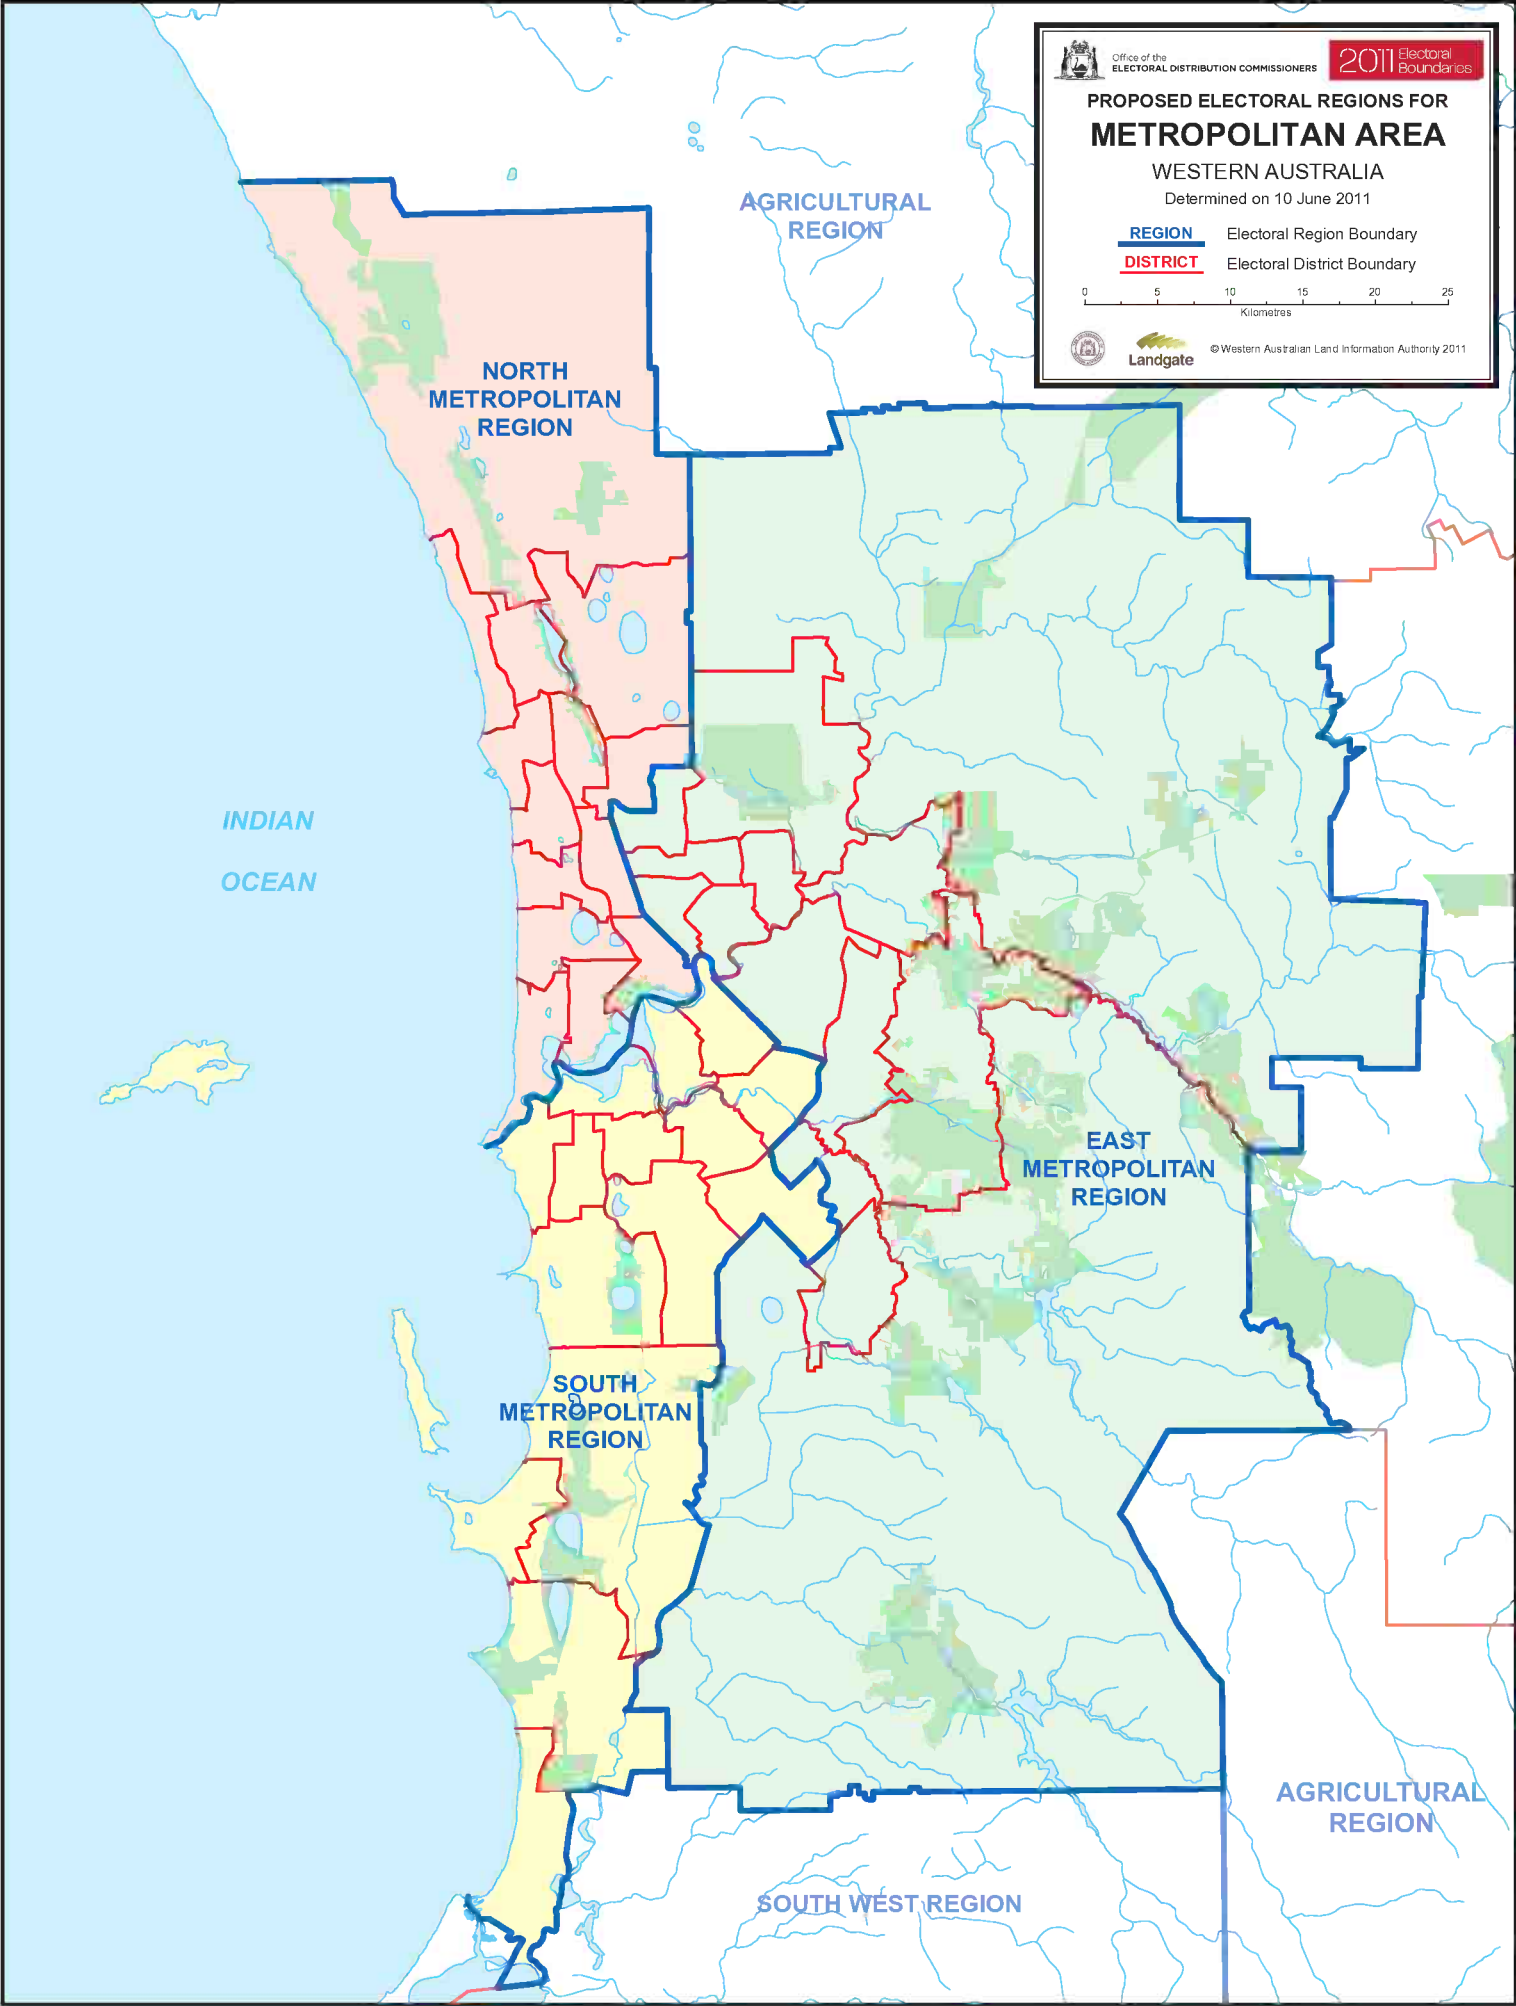 Office of the
ELECTORAL DISTRIBUTION COMMISSIONERS
2011 Electoral
Boundaries
PROPOSED ELECTORAL REGIONS FOR
METROPOLITAN AREA
WESTERN AUSTRALIA
Determined on 10 June 2011
REGION Electoral Region Boundary
DISTRICT Electoral District Boundary
0 5 10 15 20 25
Kilometres
Landgate
© Western Australian Land Information Authority 2011
AGRICULTURAL
REGION
NORTH
METROPOLITAN
REGION
INDIAN
OCEAN
EAST
METROPOLITAN
REGION
SOUTH
METROPOLITAN
REGION
AGRICULTURAL
REGION
SOUTH WEST REGION